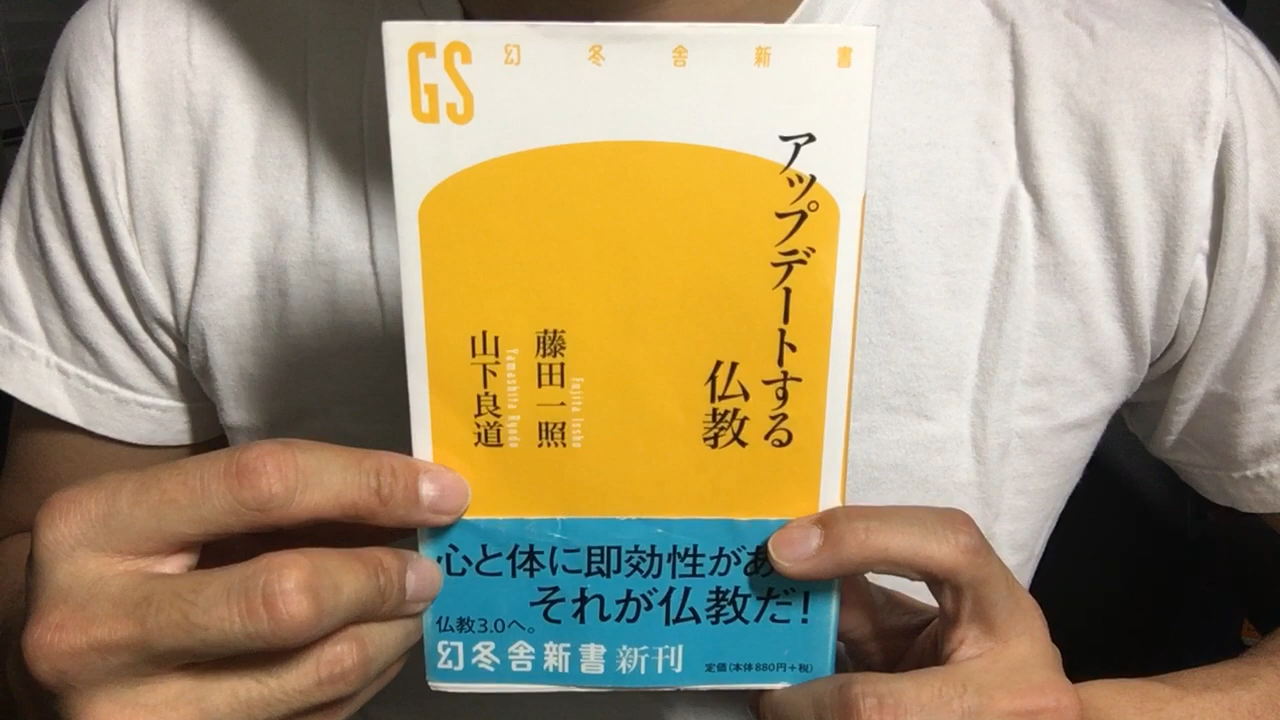 GS
幻冬舎新書
アップデートする
仏教
藤田一照
Fujita Issho
山下良道
Yamashita Ryodo
心と体に即効性があ
それが仏教だ!
仏教3.0へ。
幻冬舎新書 新刊
定価(本体880円+税)